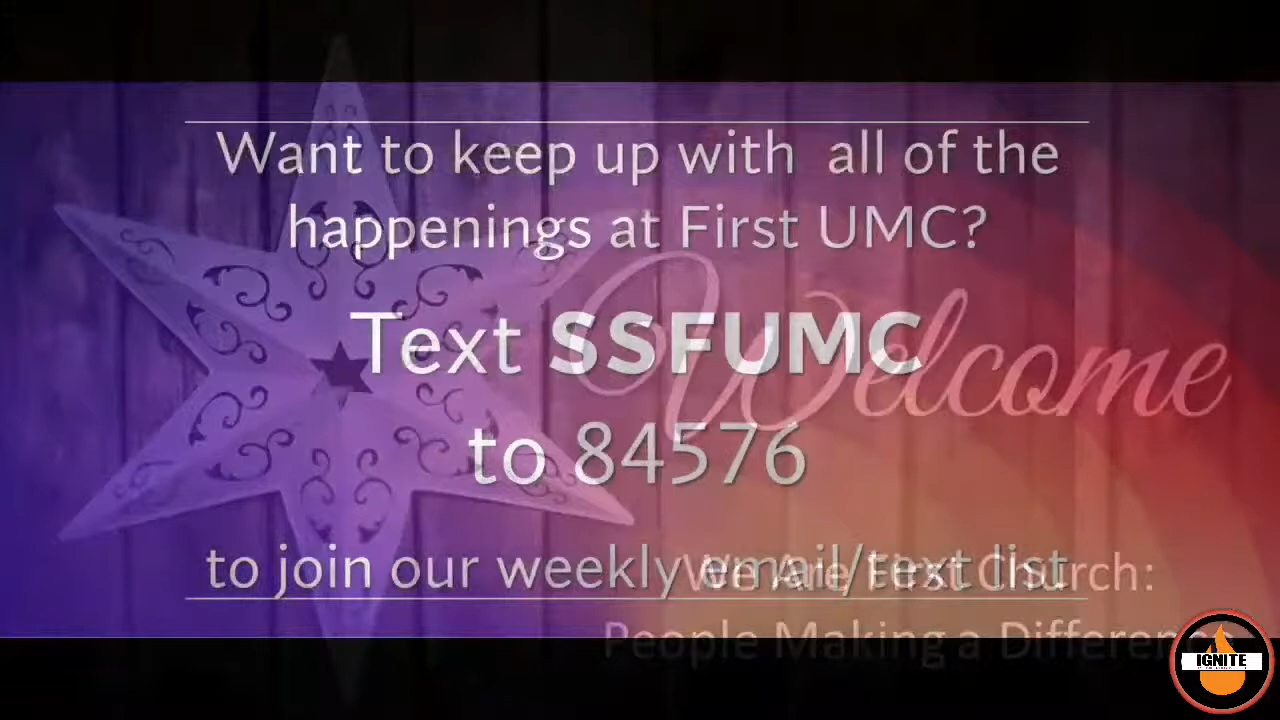 Want to keep up with all of the
happenings at First UMC?
Welcome
Text SSFUMC
to 84576
to join our weekly email/text list
We Are First Church:
People Making a Difference
IGNITE